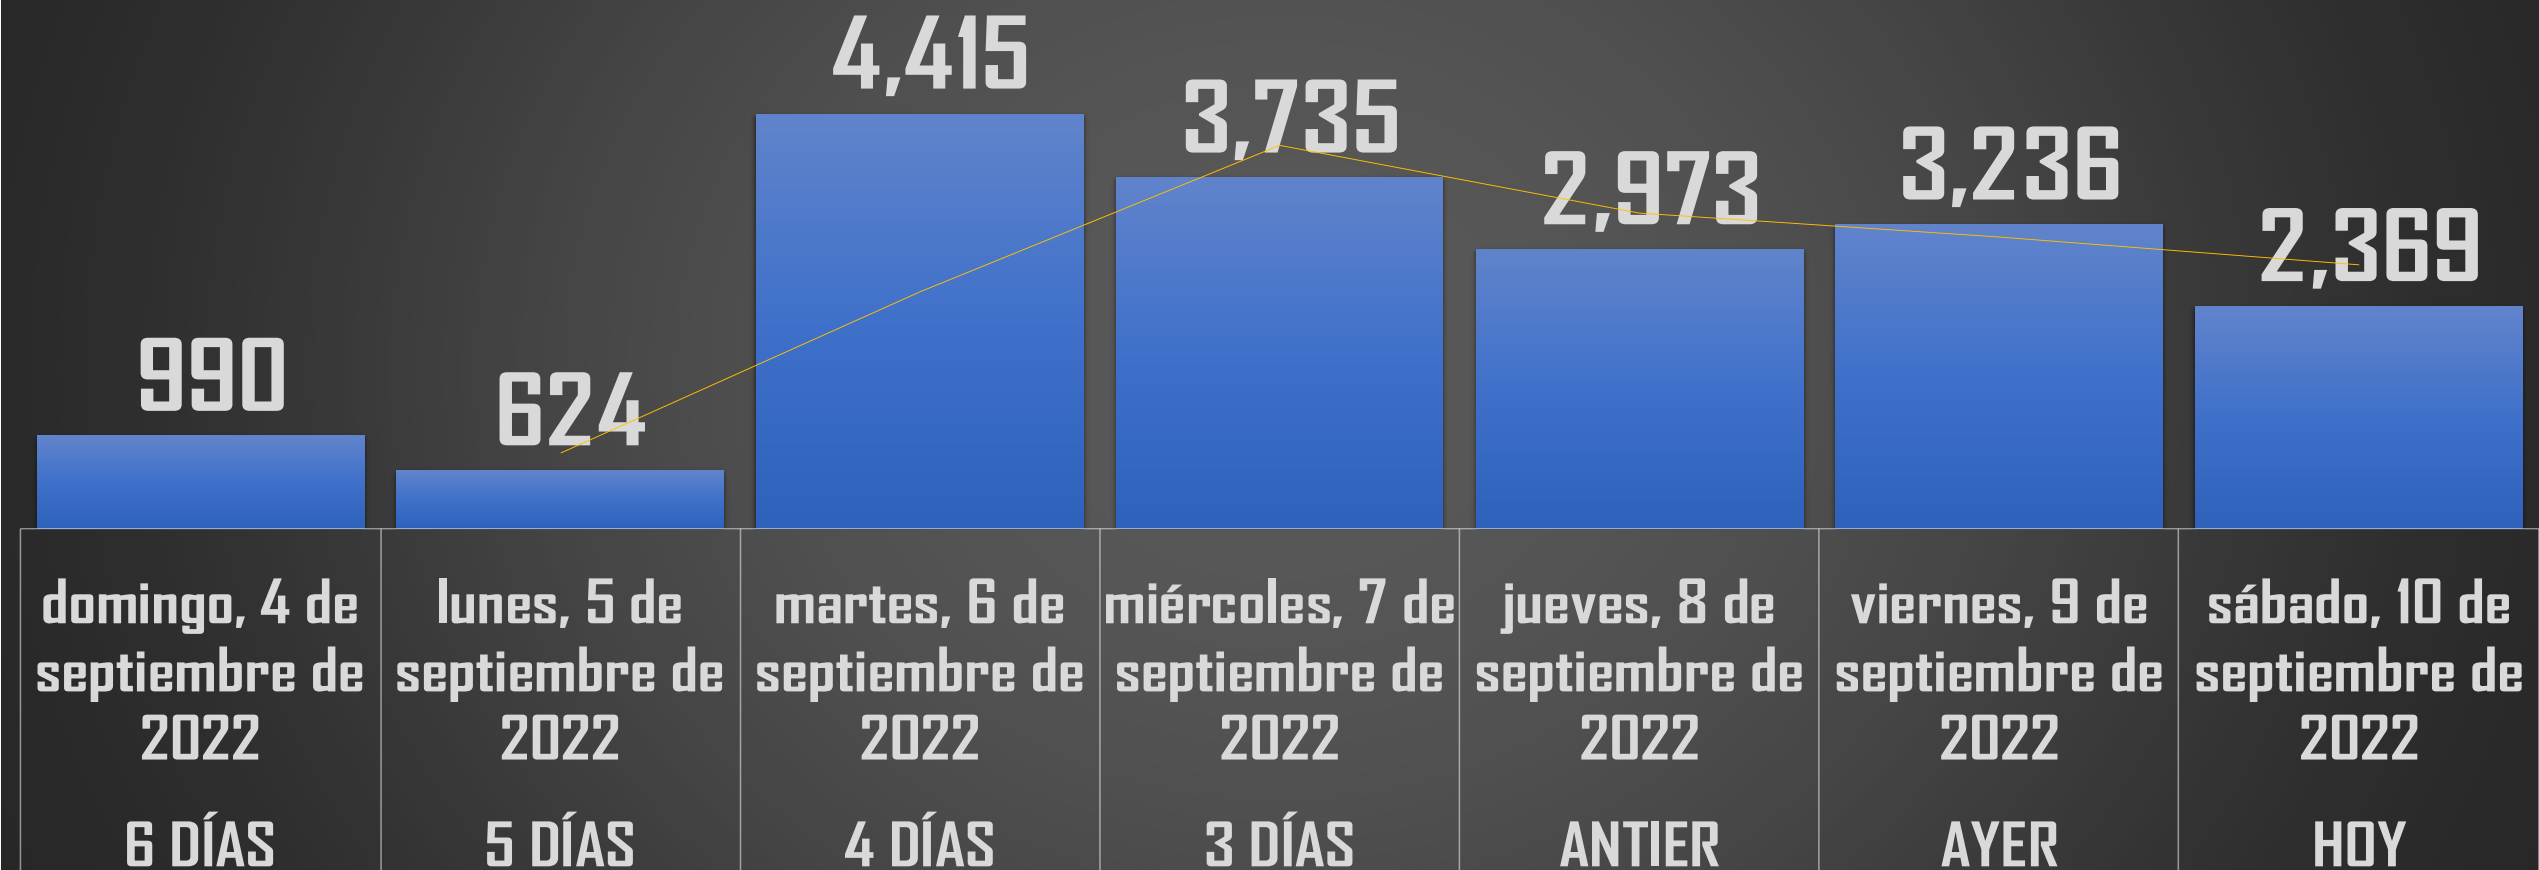 990
624
4,415
3,735
2,973
3,236
2,369
domingo, 4 de
septiembre de
2022
6 DÍAS
lunes, 5 de
septiembre de
2022
5 DÍAS
martes, 6 de
septiembre de
2022
4 DÍAS
miércoles, 7 de
septiembre de
2022
3 DÍAS
jueves, 8 de
septiembre de
2022
ANTIER
viernes, 9 de
septiembre de
2022
AYER
sábado, 10 de
septiembre de
2022
HOY